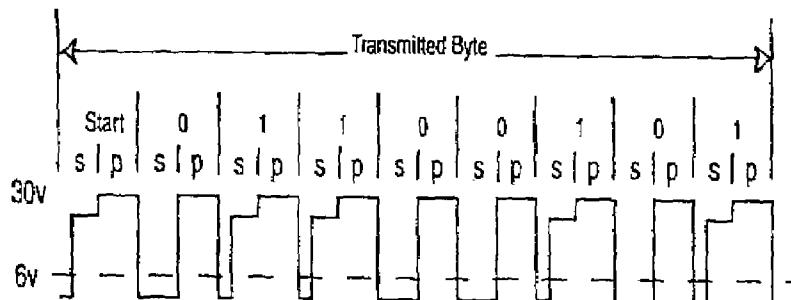 Transmitted Byte
Start 0 1 1 0 0 1 0 1
s p s p s p s p s p s p s p s p s p
30v
6v